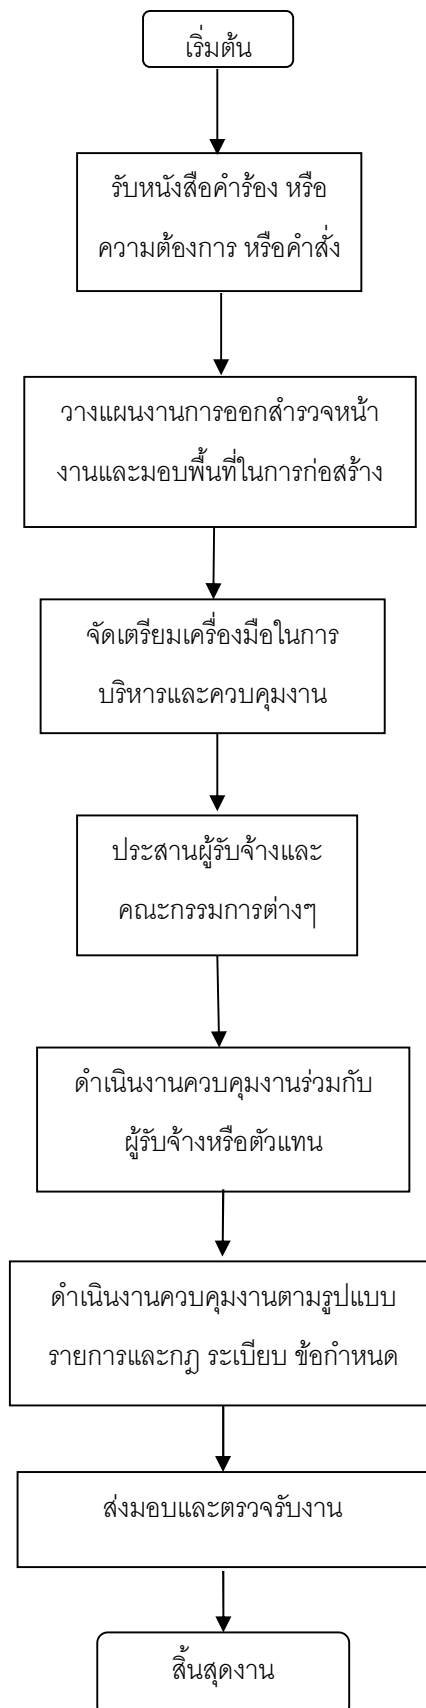 เริ่มต้น
รับหนังสือคำร้อง หรือ
ความต้องการ หรือคำสั่ง
วางแผนงานการออกสำรวจหน้า
งานและมอบพื้นที่ในการก่อสร้าง
จัดเตรียมเครื่องมือในการ
บริหารและควบคุมงาน
ประสานผู้รับจ้างและ
คณะกรรมการต่างๆ
ดำเนินงานควบคุมงานร่วมกับ
ผู้รับจ้างหรือตัวแทน
ดำเนินงานควบคุมงานตามรูปแบบ
รายการและกฎ ระเบียบ ข้อกำหนด
ส่งมอบและตรวจรับงาน
สิ้นสุดงาน